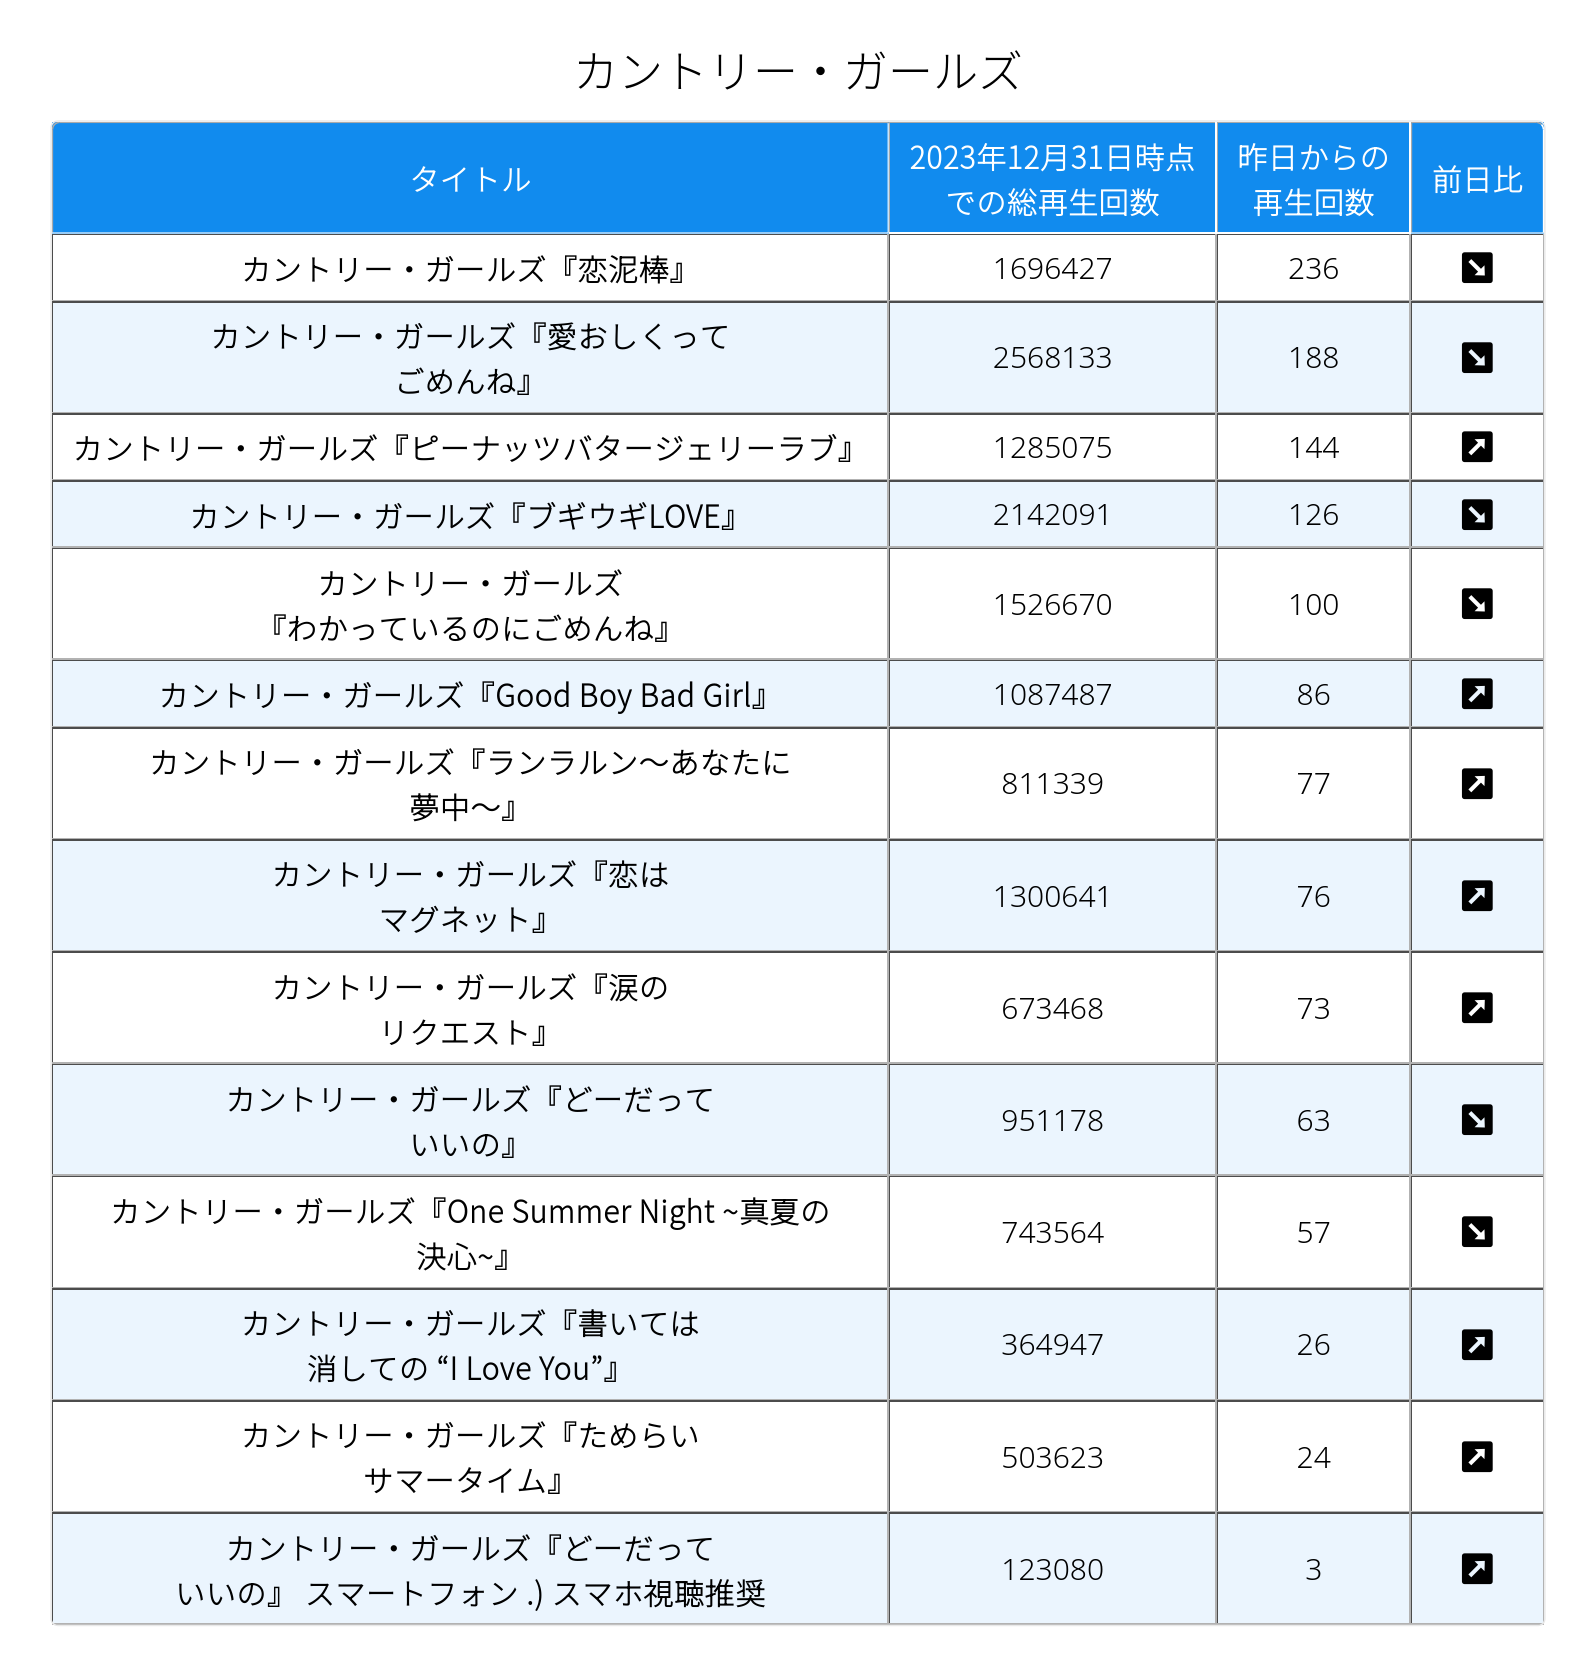 カントリー・ガールズ
タイトル
2023年12月31日時点
での総再生回数
昨日からの
再生回数
前日比
カントリー・ガールズ『恋泥棒』
1696427
236
カントリー・ガールズ『愛おしくって
ごめんね』
2568133
188
カントリー・ガールズ『ピーナッツバタージェリーラブ』
1285075
144
カントリー・ガールズ『ブギウギLOVE』
2142091
126
カントリー・ガールズ
『わかっているのにごめんね』
1526670
100
カントリー・ガールズ『Good Boy Bad Girl』
1087487
86
カントリー・ガールズ『ランラルン〜あなたに
夢中〜』
811339
77
カントリー・ガールズ『恋は
マグネット』
1300641
76
カントリー・ガールズ『涙の
リクエスト』
673468
73
カントリー・ガールズ『どーだって
いいの』
951178
63
カントリー・ガールズ『One Summer Night ~真夏の
決心~』
743564
57
カントリー・ガールズ『書いては
消しての “I Love You”』
364947
26
カントリー・ガールズ『ためらい
サマータイム』
503623
24
カントリー・ガールズ『どーだって
いいの』 スマートフォン .) スマホ視聴推奨
123080
3